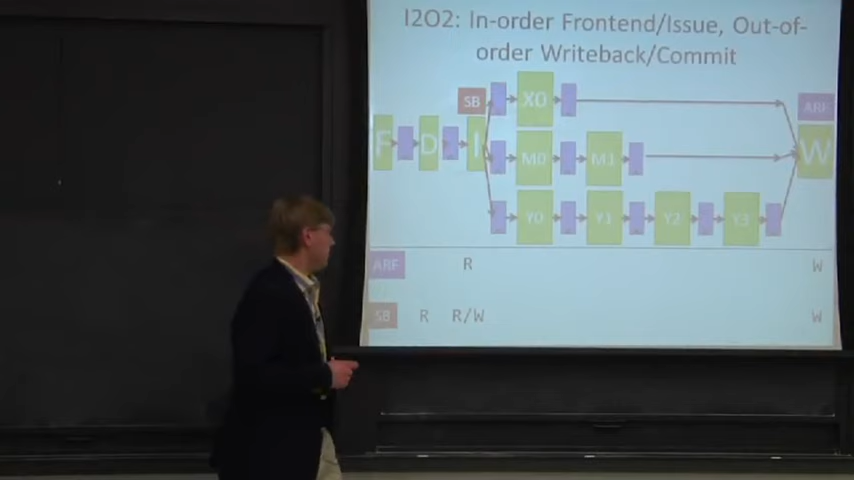 I2O2: In-order Frontend/Issue, Out-of-
order Writeback/Commit
SB X0 ARF
F D I M0 M1 W
Y0 Y1 Y2 Y3
ARF R W
SB R R/W W